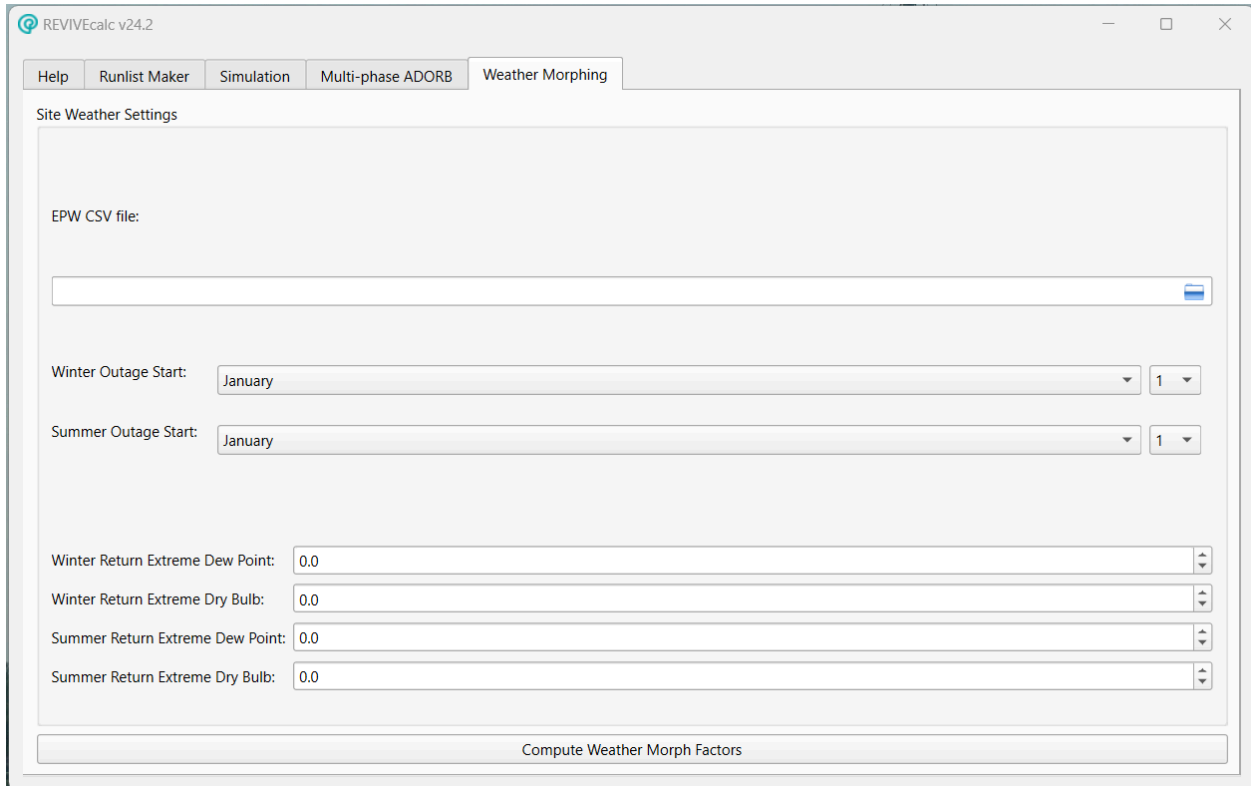 REVIVEcalc v24.2
Help Runlist Maker Simulation Multi-phase ADORB Weather Morphing
Site Weather Settings
EPW CSV file:
Winter Outage Start: January 1
Summer Outage Start: January 1
Winter Return Extreme Dew Point: 0.0
Winter Return Extreme Dry Bulb: 0.0
Summer Return Extreme Dew Point: 0.0
Summer Return Extreme Dry Bulb: 0.0
Compute Weather Morph Factors